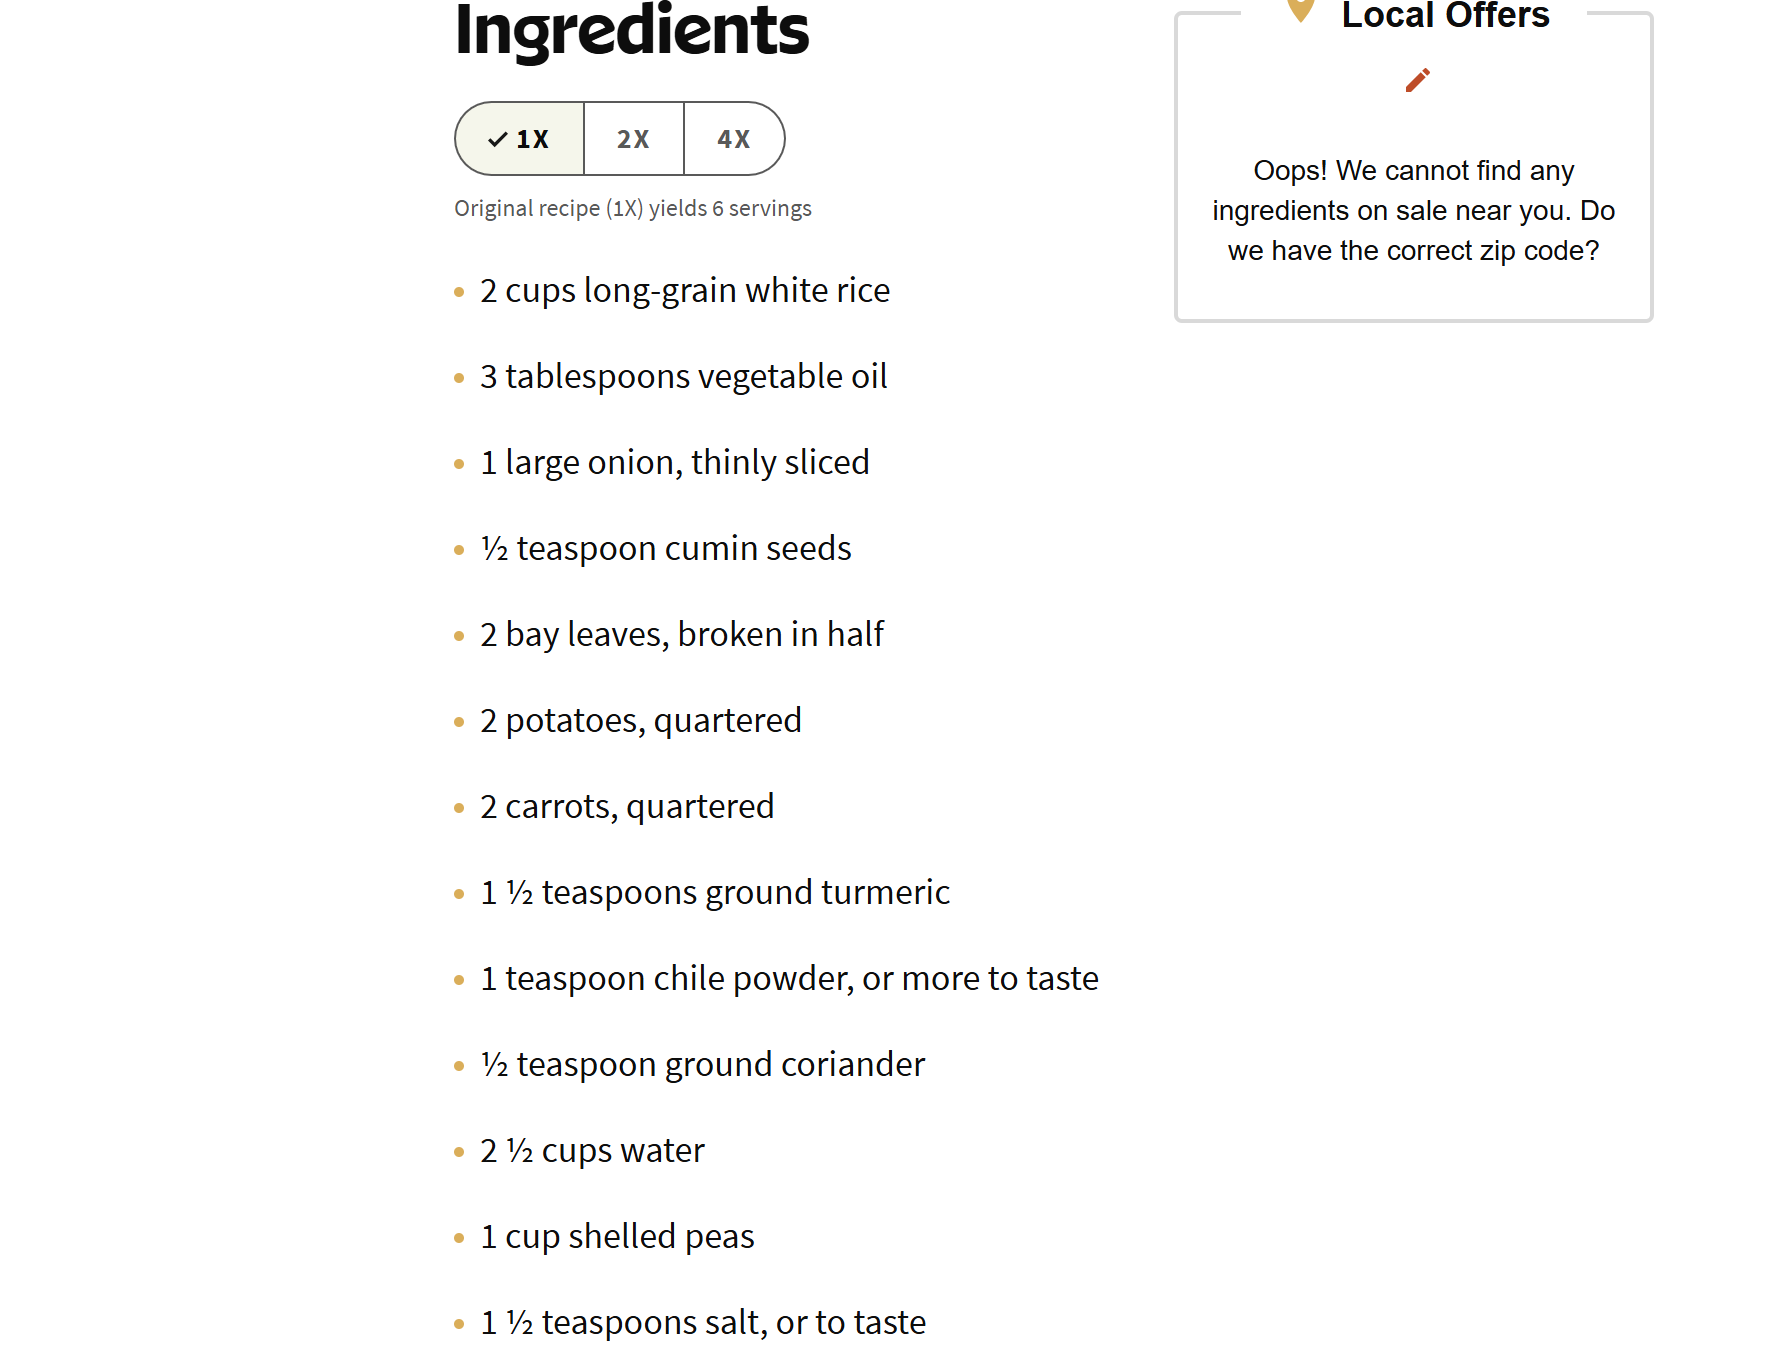 Ingredients
1X 2X 4X
Original recipe (1X) yields 6 servings
2 cups long-grain white rice
3 tablespoons vegetable oil
1 large onion, thinly sliced
½ teaspoon cumin seeds
2 bay leaves, broken in half
2 potatoes, quartered
2 carrots, quartered
1 ½ teaspoons ground turmeric
1 teaspoon chile powder, or more to taste
½ teaspoon ground coriander
2 ½ cups water
1 cup shelled peas
1 ½ teaspoons salt, or to taste
Local Offers
Oops! We cannot find any
ingredients on sale near you. Do
we have the correct zip code?